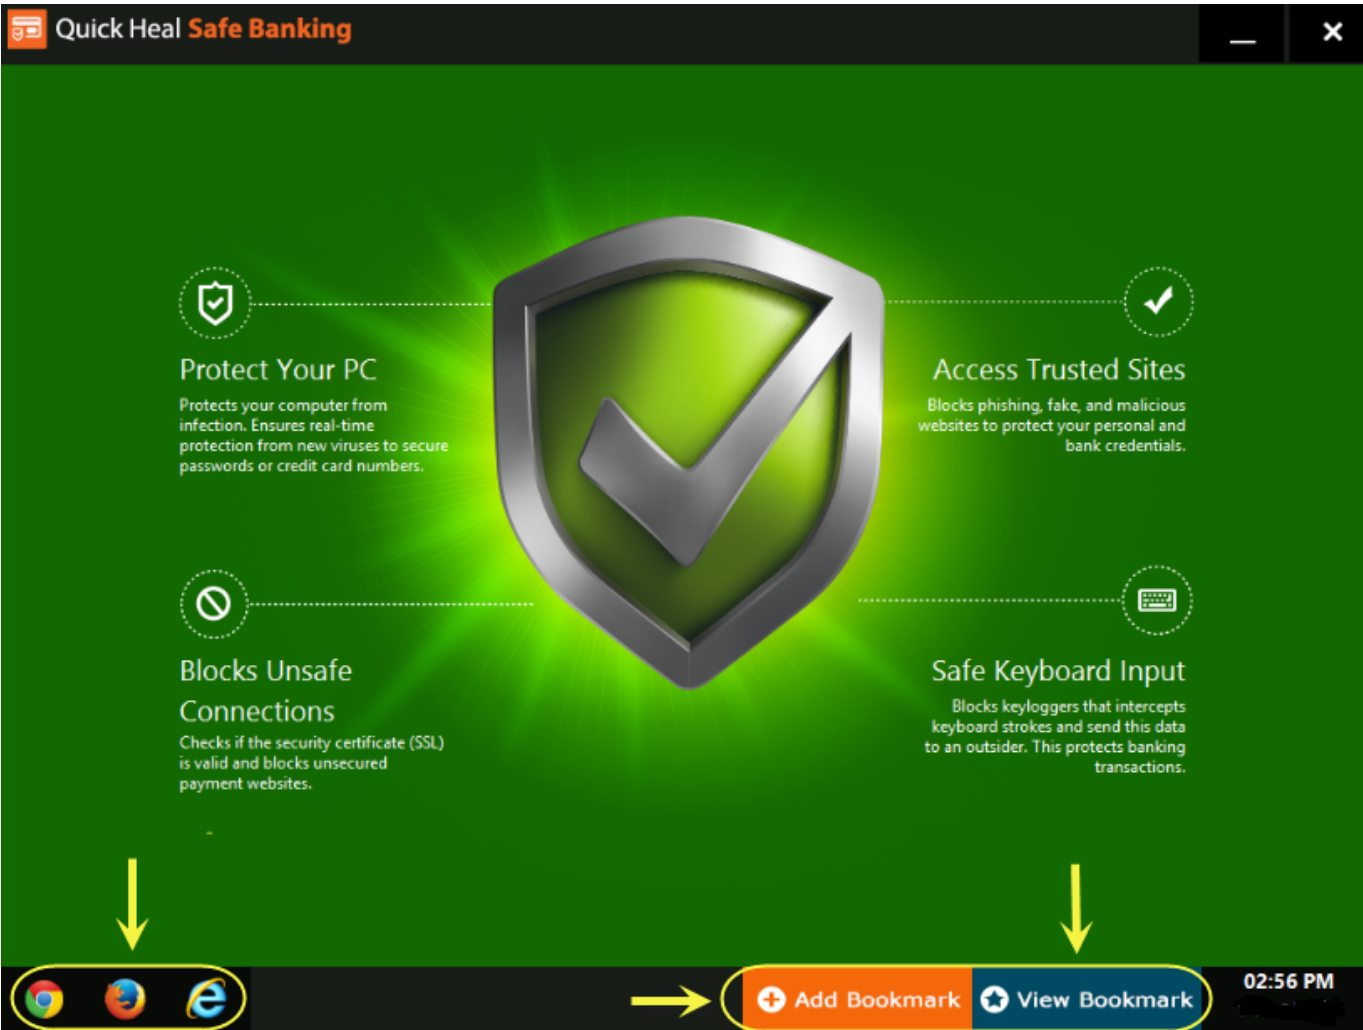 Quick Heal Safe Banking
Protect Your PC
Protects your computer from
infection. Ensures real-time
protection from new viruses to secure
passwords or credit card numbers.
Access Trusted Sites
Blocks phishing, fake, and malicious
websites to protect your personal and
bank credentials.
Blocks Unsafe
Connections
Checks if the security certificate (SSL)
is valid and blocks unsecured
payment websites.
Safe Keyboard Input
Blocks keyloggers that intercepts
keyboard strokes and send this data
to an outsider. This protects banking
transactions.
Add Bookmark
View Bookmark
02:56 PM